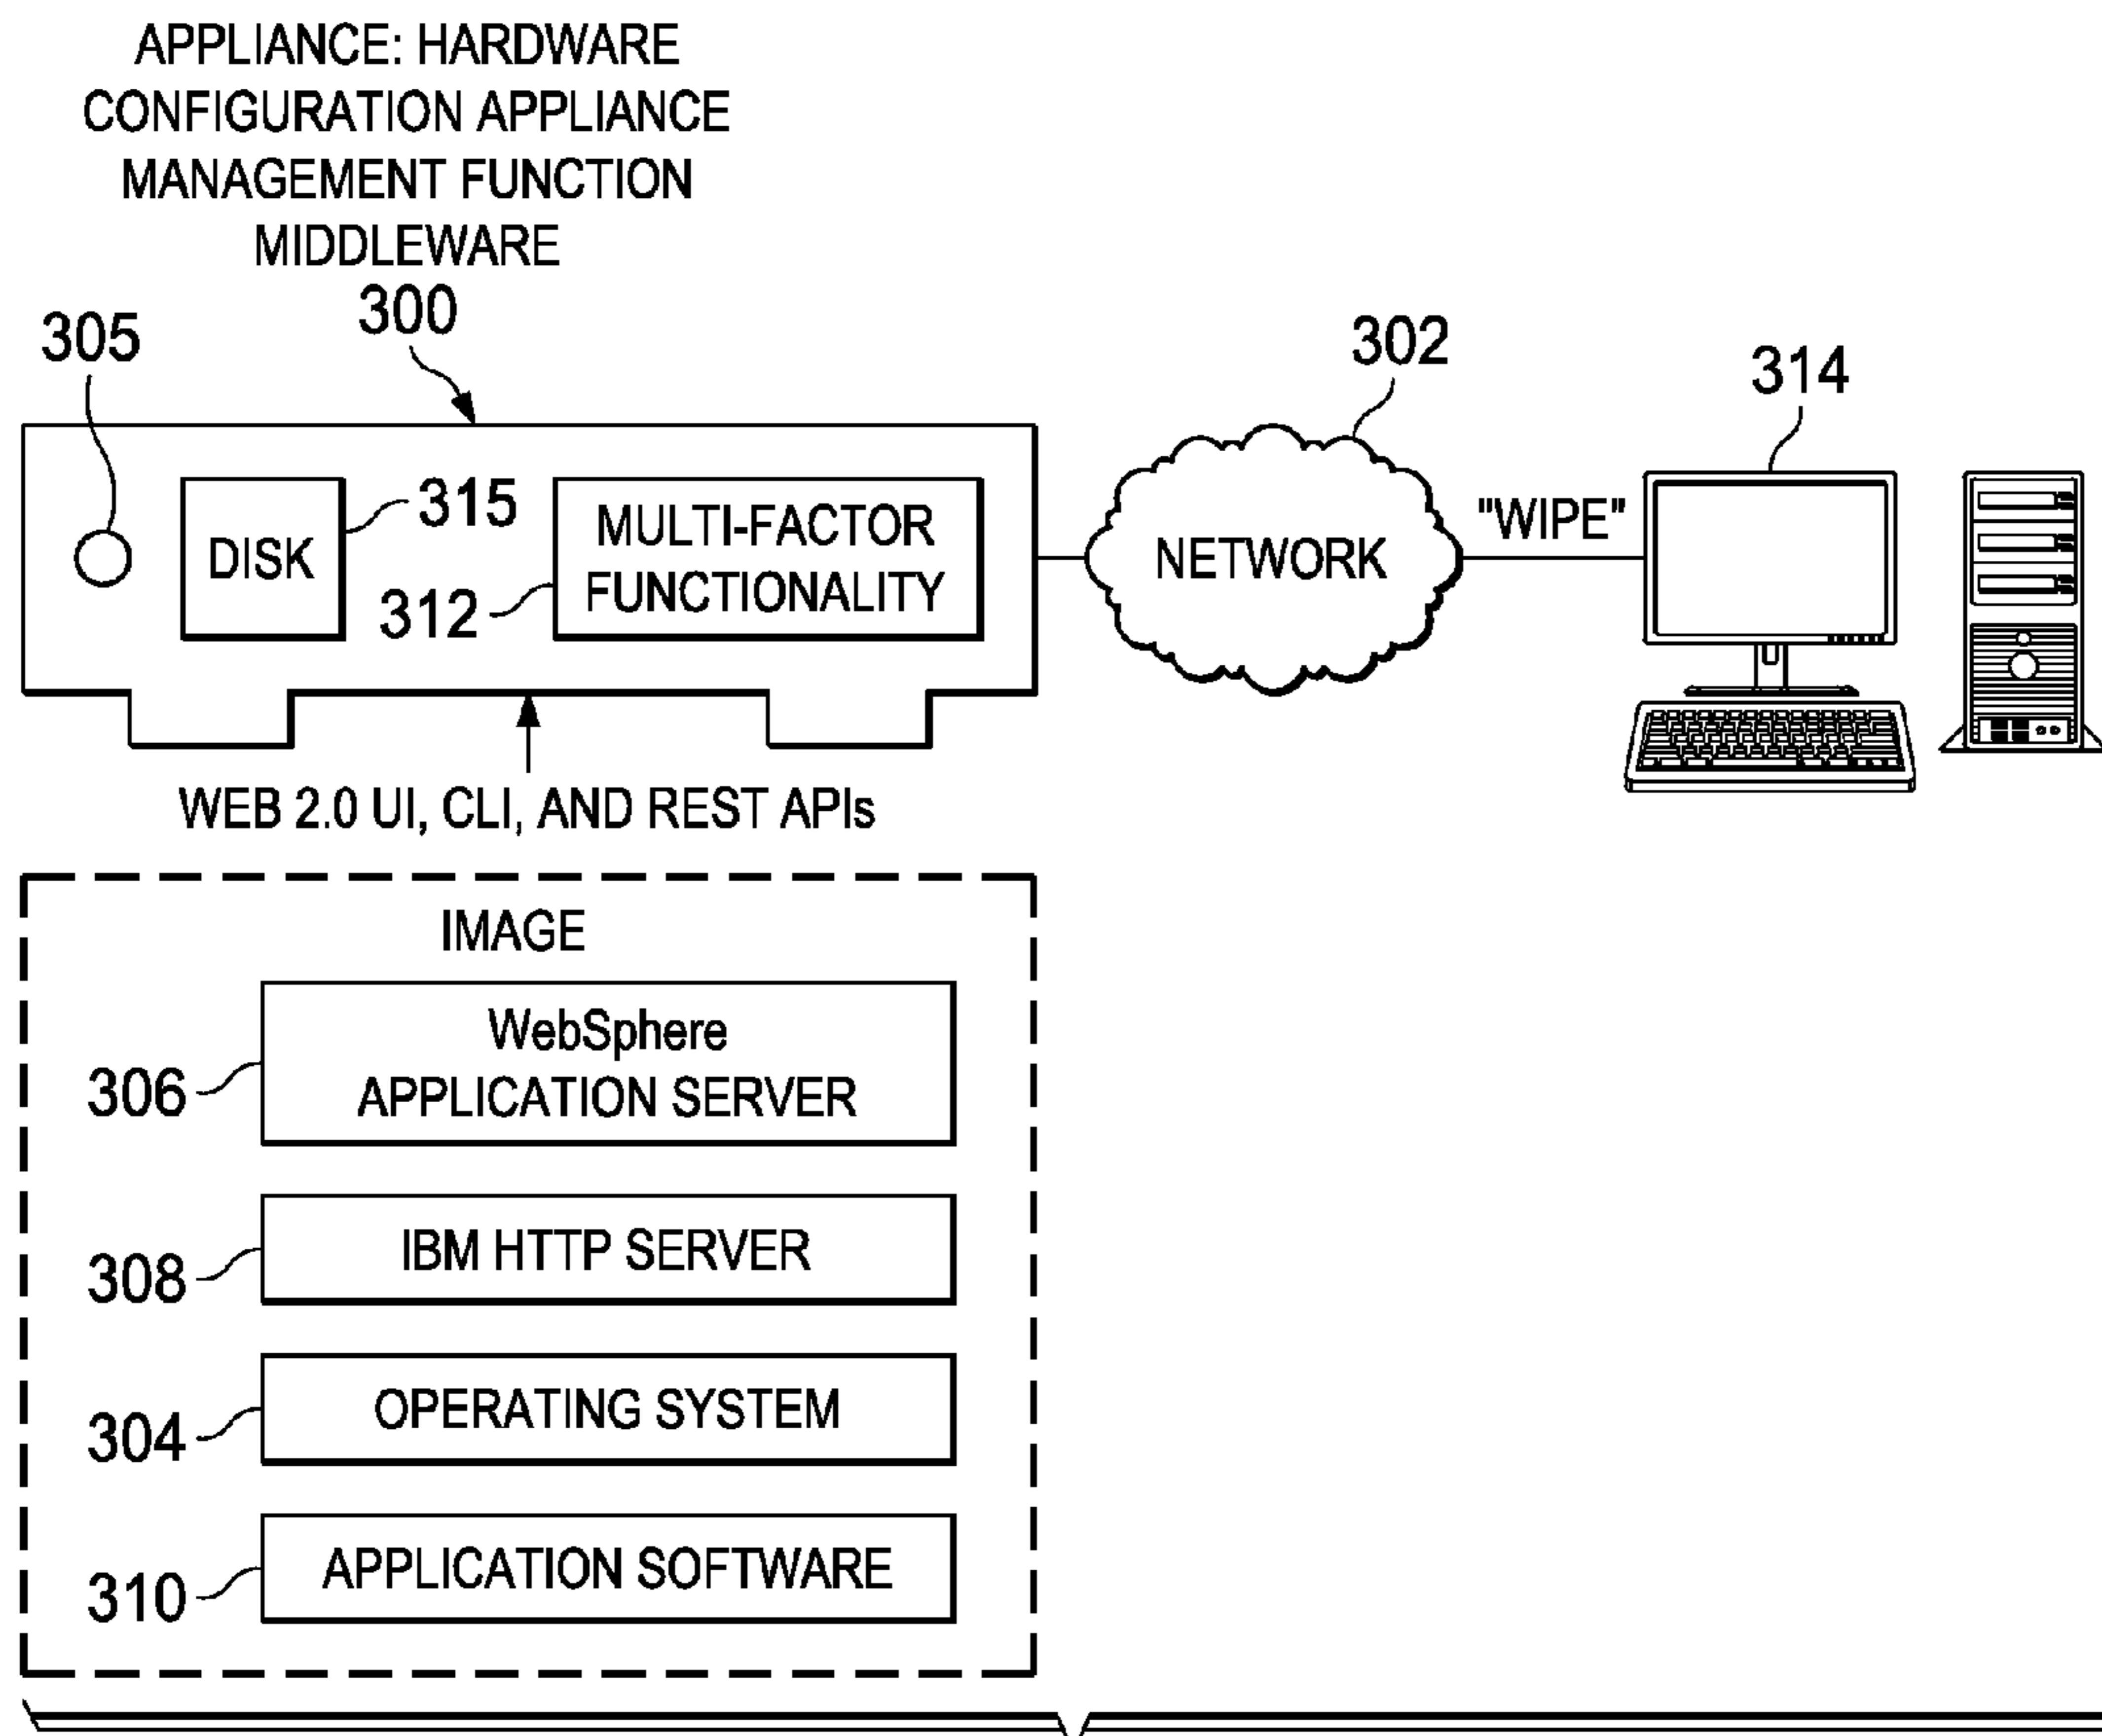 APPLIANCE: HARDWARE
CONFIGURATION APPLIANCE
MANAGEMENT FUNCTION
MIDDLEWARE
300
305
302
314
315
DISK
312
MULTI-FACTOR
FUNCTIONALITY
NETWORK
"WIPE"
WEB 2.0 UI, CLI, AND REST APIs
IMAGE
WebSphere
APPLICATION SERVER
306
IBM HTTP SERVER
308
OPERATING SYSTEM
304
APPLICATION SOFTWARE
310